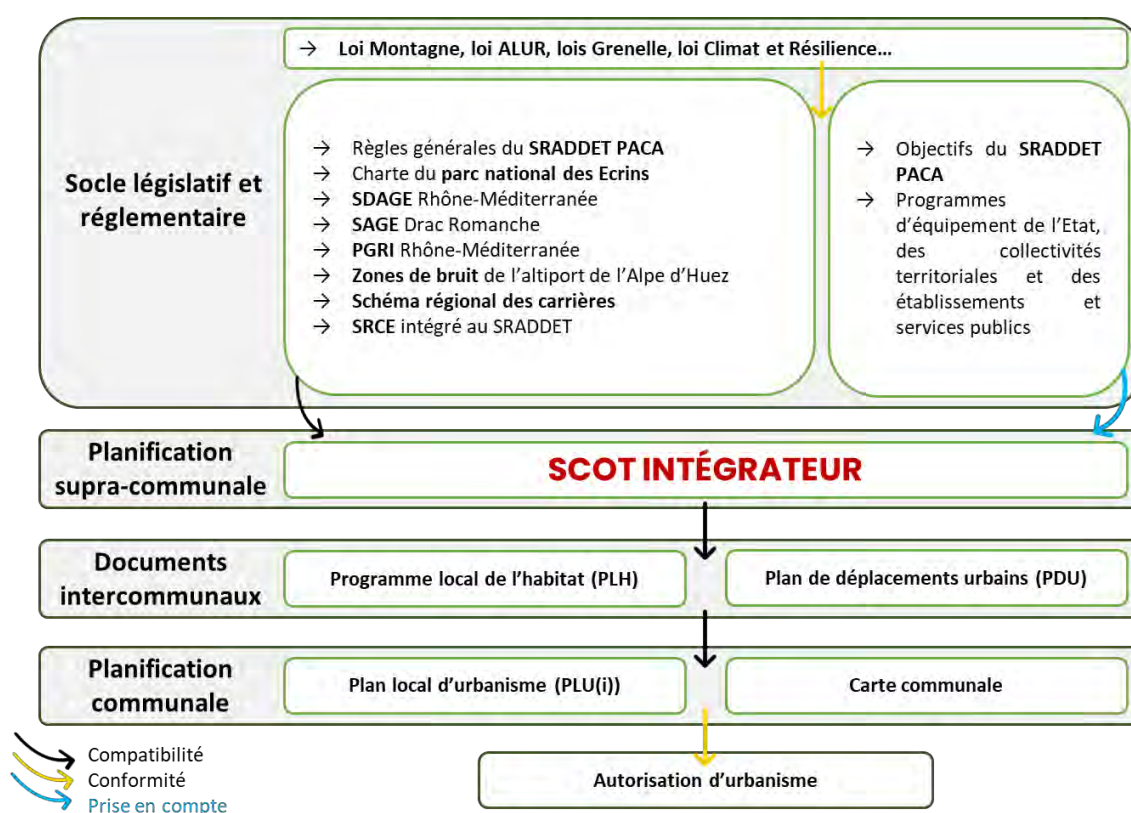 → Loi Montagne, loi ALUR, lois Grenelle, loi Climat et Résilience…
Socle législatif et
réglementaire
→ Règles générales du SRADDET PACA
→ Charte du parc national des Ecrins
→ SDAGE Rhône-Méditerranée
→ SAGE Drac Romanche
→ PGRI Rhône-Méditerranée
→ Zones de bruit de l'altiport de l'Alpe d'Huez
→ Schéma régional des carrières
→ SRCE intégré au SRADDET
→ Objectifs du SRADDET
PACA
→ Programmes
d'équipement de l'Etat,
des collectivités
territoriales et des
établissements et
services publics
Planification
supra-communale
SCOT INTÉGRATEUR
Documents
intercommunaux
Programme local de l'habitat (PLH)
Plan de déplacements urbains (PDU)
Planification
communale
Plan local d'urbanisme (PLU(i))
Carte communale
Compatibilité
Conformité
Prise en compte
Autorisation d'urbanisme